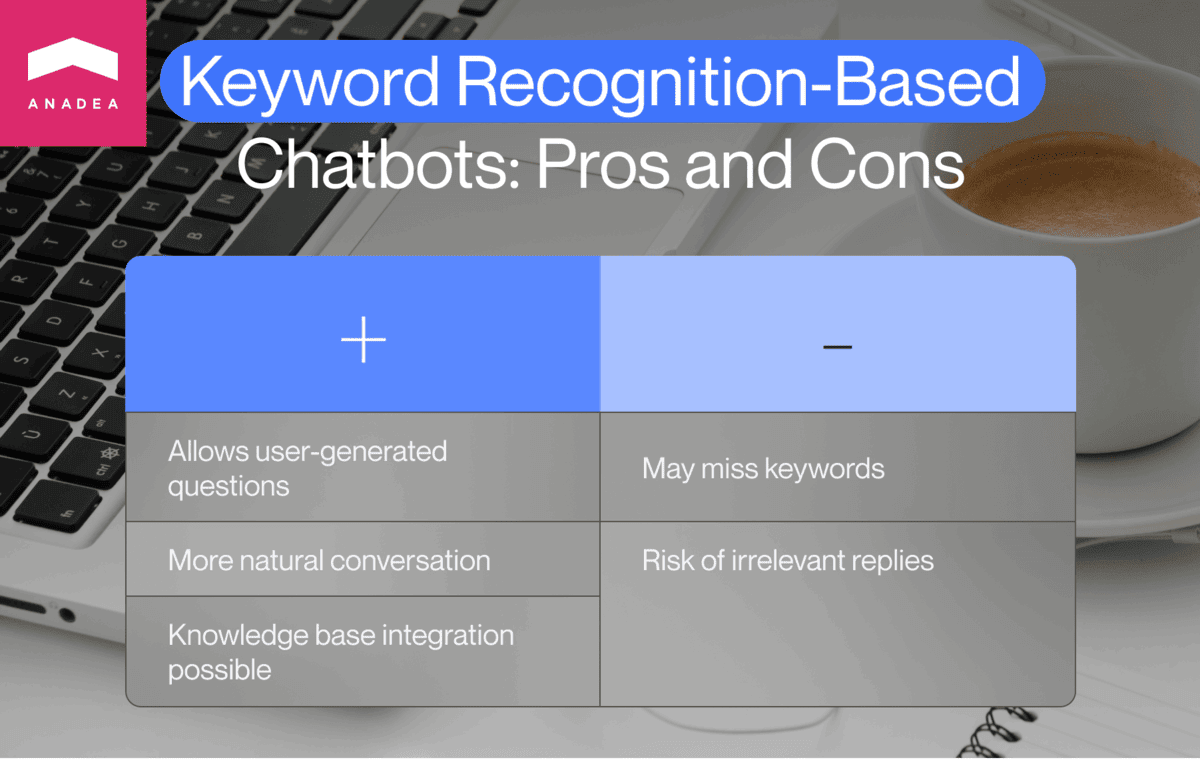 ANADEA
Keyword Recognition-Based
Chatbots: Pros and Cons
+
–
Allows user-generated
questions
May miss keywords
More natural conversation
Risk of irrelevant replies
Knowledge base integration
possible